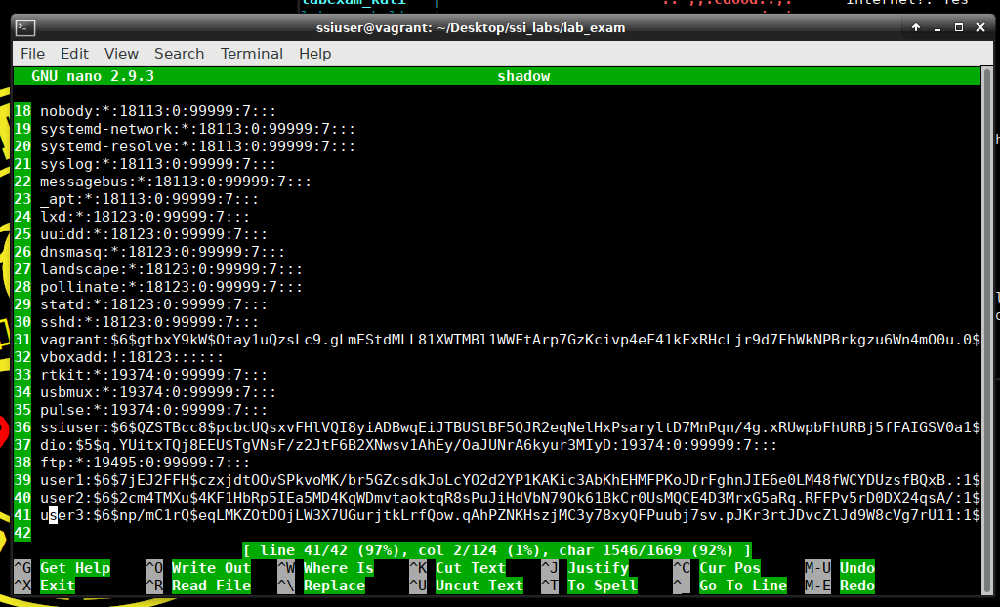 labexam_kali
Internet?: Yes
ssiuser@vagrant: ~/Desktop/ssi_labs/lab_exam
File Edit View Search Terminal Help
GNU nano 2.9.3 shadow
18 nobody:*:18113:0:99999:7:::
19 systemd-network:*:18113:0:99999:7:::
20 systemd-resolve:*:18113:0:99999:7:::
21 syslog:*:18113:0:99999:7:::
22 messagebus:*:18113:0:99999:7:::
23 _apt:*:18113:0:99999:7:::
24 lxd:*:18123:0:99999:7:::
25 uuidd:*:18123:0:99999:7:::
26 dnsmasq:*:18123:0:99999:7:::
27 landscape:*:18123:0:99999:7:::
28 pollinate:*:18123:0:99999:7:::
29 statd:*:18123:0:99999:7:::
30 sshd:*:18123:0:99999:7:::
31 vagrant:$6$gtbxY9kW$Otay1uQzsLc9.gLmEStdMLL81XWTMBl1WWFtArp7GzKcivp4eF41kFxRHcLjr9d7FhWkNPBrkgzu6Wn4mO0u.0$
32 vboxadd:!:18123::::::
33 rtkit:*:19374:0:99999:7:::
34 usbmux:*:19374:0:99999:7:::
35 pulse:*:19374:0:99999:7:::
36 ssiuser:$6$QZSTBcc8$pcbcUQsxvFHlVQI8yiADBwqEiJTBUSlBF5QJR2eqNelHxPsaryltD7MnPqn/4g.xRUwpbFhURBj5fFAIGSV0a1$
37 dio:$5$q.YUitxTQj8EEU$TgVNsF/z2JtF6B2XNwsv1AhEy/OaJUNrA6kyur3MIyD:19374:0:99999:7:::
38 ftp:*:19495:0:99999:7:::
39 user1:$6$7jEJ2FFH$czxjdtOOvSPkvoMK/br5GZcsdkJoLcYO2d2YP1KAKic3AbKhEHMFPKoJDrFghnJIE6e0LM48fWCYDUzsfBQxB.:1$
40 user2:$6$2cm4TMXu$4KF1HbRp5IEa5MD4KqWDmvtaoktqR8sPuJiHdVbN79Ok61BkCr0UsMQCE4D3MrxG5aRq.RFFPv5rD0DX24qsA/:1$
41 user3:$6$np/mC1rQ$eqLMKZOtDOjLW3X7UGurjtkLrfQow.qAhPZNKHszjMC3y78xyQFPuubj7sv.pJKr3rtJDvcZlJd9W8cVg7rU11:1$
42
[ line 41/42 (97%), col 2/124 (1%), char 1546/1669 (92%) ]
^G Get Help ^O Write Out ^W Where Is ^K Cut Text ^J Justify ^C Cur Pos M-U Undo
^X Exit ^R Read File ^\ Replace ^U Uncut Text ^T To Spell ^_ Go To Line M-E Redo